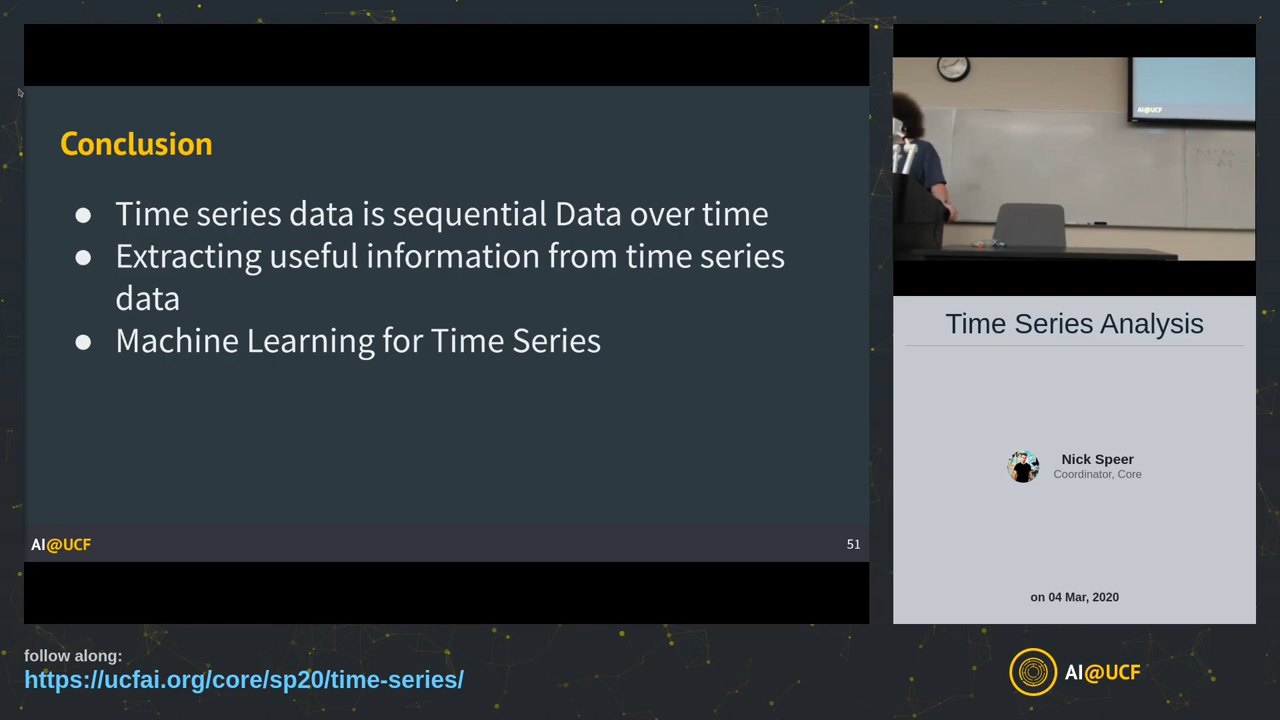 Conclusion
● Time series data is sequential Data over time
● Extracting useful information from time series
data
● Machine Learning for Time Series
AI@UCF
51
AI@UCF
Time Series Analysis
Nick Speer
Coordinator, Core
on 04 Mar, 2020
follow along:
https://ucfai.org/core/sp20/time-series/
AI@UCF